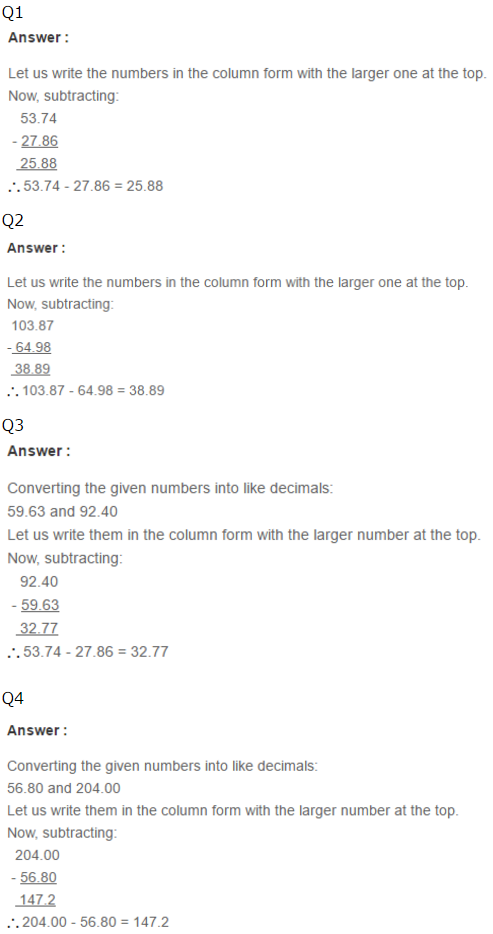 Q1
Answer :
Let us write the numbers in the column form with the larger one at the top.
Now, subtracting:
53.74
- 27.86
25.88
∴ 53.74 - 27.86 = 25.88
Q2
Answer :
Let us write the numbers in the column form with the larger one at the top.
Now, subtracting:
103.87
- 64.98
38.89
∴ 103.87 - 64.98 = 38.89
Q3
Answer :
Converting the given numbers into like decimals:
59.63 and 92.40
Let us write them in the column form with the larger number at the top.
Now, subtracting:
92.40
- 59.63
32.77
∴ 53.74 - 27.86 = 32.77
Q4
Answer :
Converting the given numbers into like decimals:
56.80 and 204.00
Let us write them in the column form with the larger number at the top.
Now, subtracting:
204.00
- 56.80
147.2
∴ 204.00 - 56.80 = 147.2